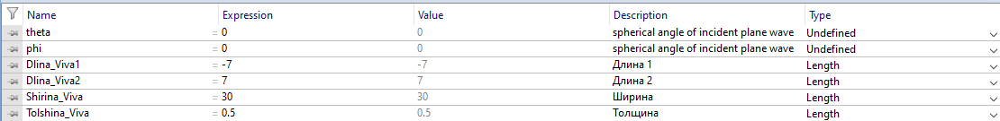 Name Expression Value Description Type
theta = 0 0 spherical angle of incident plane wave Undefined
phi = 0 0 spherical angle of incident plane wave Undefined
Dlina_Viva1 = -7 -7 Длина 1 Length
Dlina_Viva2 = 7 7 Длина 2 Length
Shirina_Viva = 30 30 Ширина Length
Tolshina_Viva = 0.5 0.5 Толщина Length